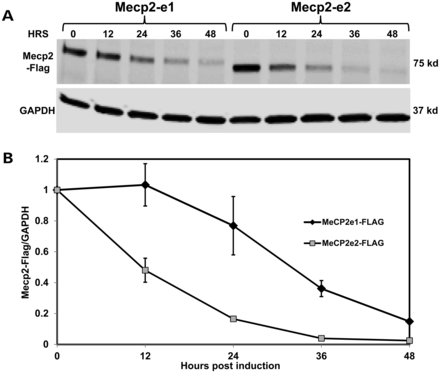 A
Mecp2-e1 Mecp2-e2
HRS 0 12 24 36 48 0 12 24 36 48
Mecp2
-Flag
75 kd
GAPDH
37 kd
B
Mecp2-Flag/GAPDH
1.2
1
0.8
0.6
0.4
0.2
0
MeCP2e1-FLAG
MeCP2e2-FLAG
0 12 24 36 48
Hours post induction